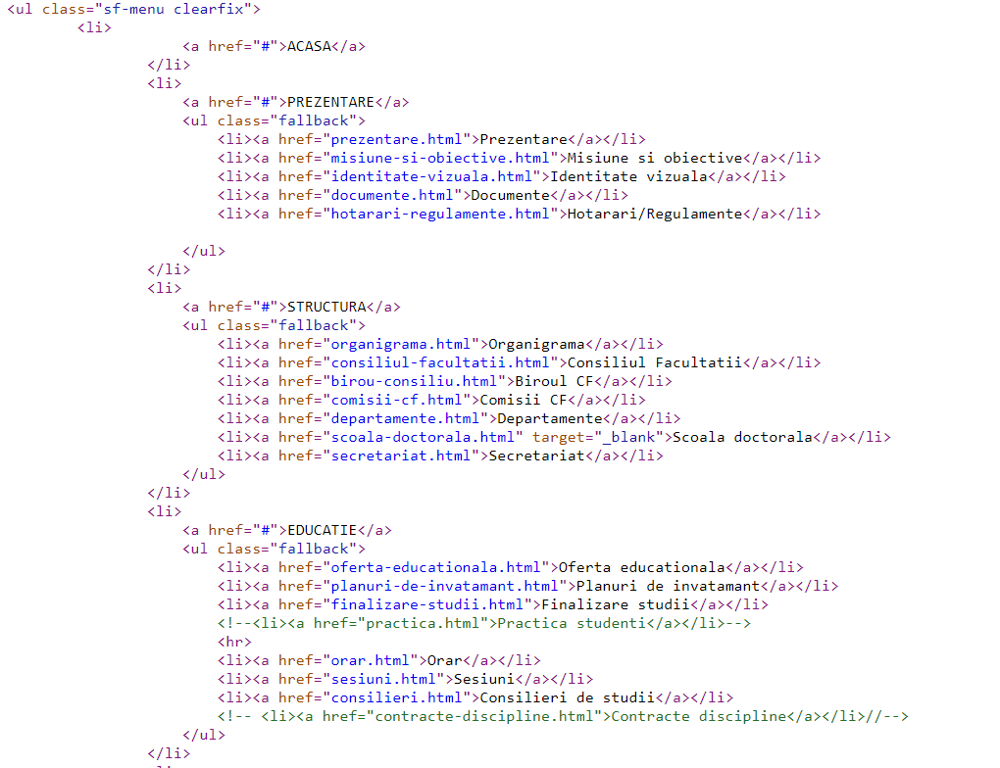 <ul class="sf-menu clearfix">
<li>
<a href="#">ACASA</a>
</li>
<li>
<a href="#">PREZENTARE</a>
<ul class="fallback">
<li><a href="prezentare.html">Prezentare</a></li>
<li><a href="misiune-si-obiective.html">Misiune si obiective</a></li>
<li><a href="identitate-vizuala.html">Identitate vizuala</a></li>
<li><a href="documente.html">Documente</a></li>
<li><a href="hotarari-regulamente.html">Hotarari/Regulamente</a></li>
</ul>
</li>
<li>
<a href="#">STRUCTURA</a>
<ul class="fallback">
<li><a href="organigrama.html">Organigrama</a></li>
<li><a href="consiliul-facultatii.html">Consiliul Facultatii</a></li>
<li><a href="birou-consiliu.html">Biroul CF</a></li>
<li><a href="comisii-cf.html">Comisii CF</a></li>
<li><a href="departamente.html">Departamente</a></li>
<li><a href="scoala-doctorala.html" target="_blank">Scoala doctorala</a></li>
<li><a href="secretariat.html">Secretariat</a></li>
</ul>
</li>
<li>
<a href="#">EDUCATIE</a>
<ul class="fallback">
<li><a href="oferta-educationala.html">Oferta educationala</a></li>
<li><a href="planuri-de-invatamant.html">Planuri de invatamant</a></li>
<li><a href="finalizare-studii.html">Finalizare studii</a></li>
<!--<li><a href="practica.html">Practica studenti</a></li>-->
<hr>
<li><a href="orar.html">Orar</a></li>
<li><a href="sesiuni.html">Sesiuni</a></li>
<li><a href="consilieri.html">Consilieri de studii</a></li>
<!-- <li><a href="contracte-discipline.html">Contracte discipline</a></li>//-->
</ul>
</li>